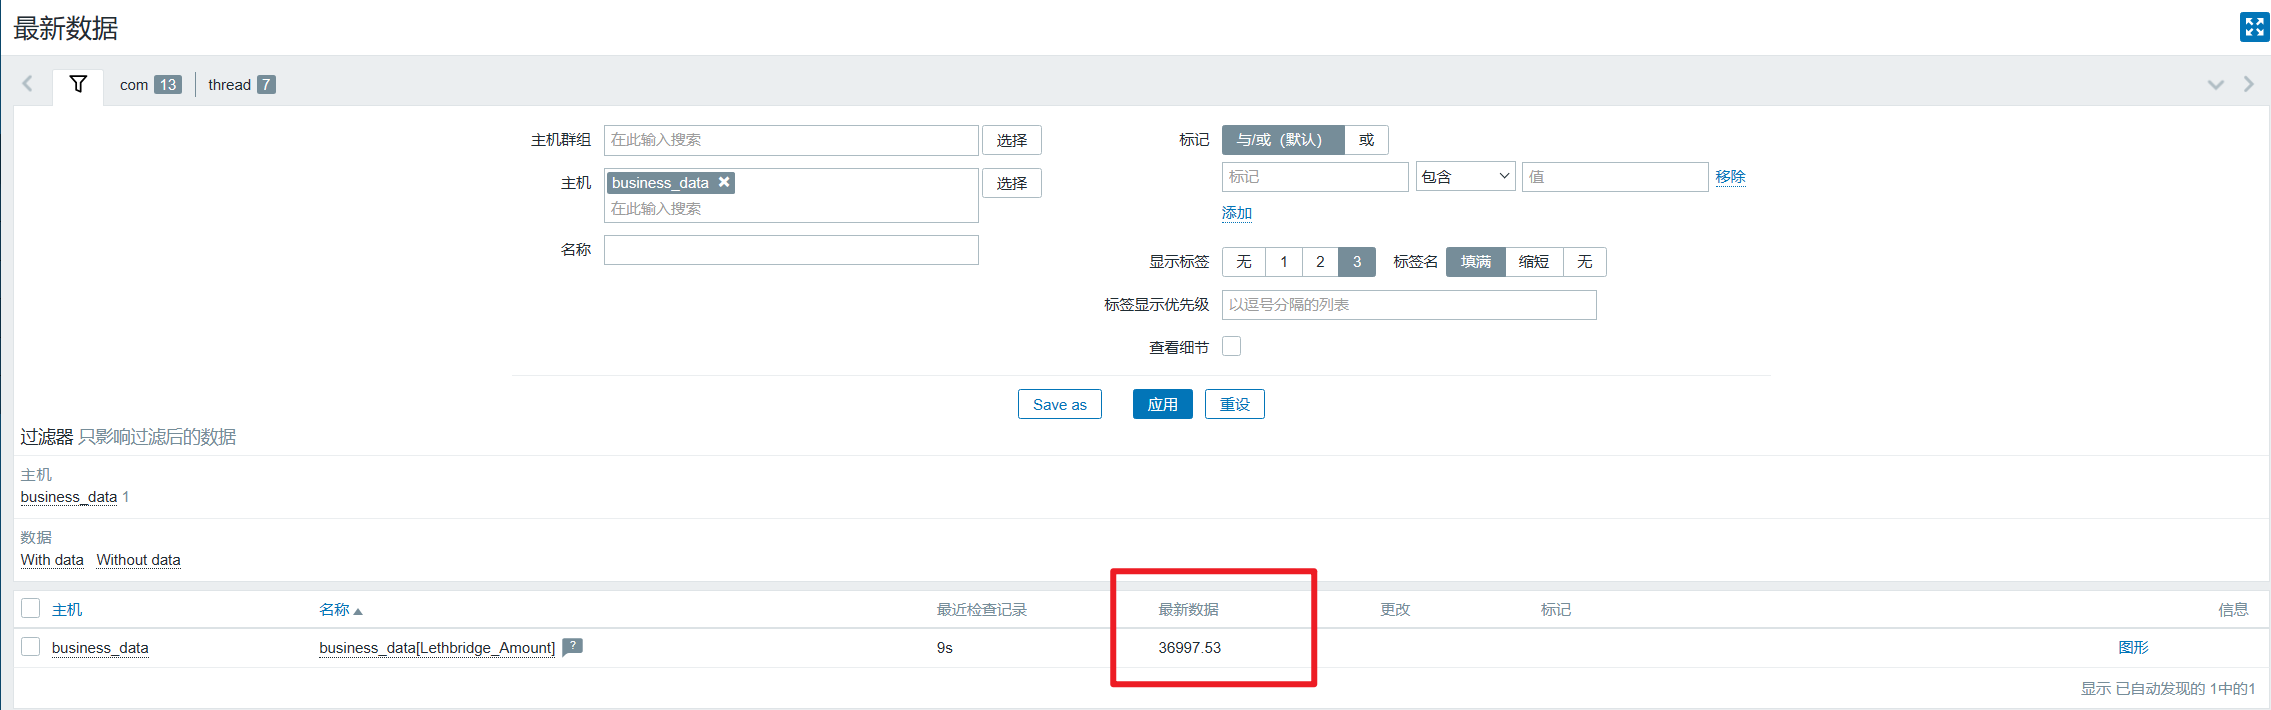 最新数据
com 13 thread 7
主机群组 在此输入搜索 选择
主机 business_data 选择
在此输入搜索
名称
标记 与/或（默认） 或
标记 包含 值 移除
添加
显示标签 无 1 2 3 标签名 填满 缩短 无
标签显示优先级 以逗号分隔的列表
查看细节
Save as 应用 重设
过滤器 只影响过滤后的数据
主机
business_data 1
数据
With data Without data
主机 名称 最近检查记录 最新数据 更改 标记 信息
business_data business_data[Lethbridge_Amount] ? 9s 36997.53 图形
显示 已自动发现的 1中的1